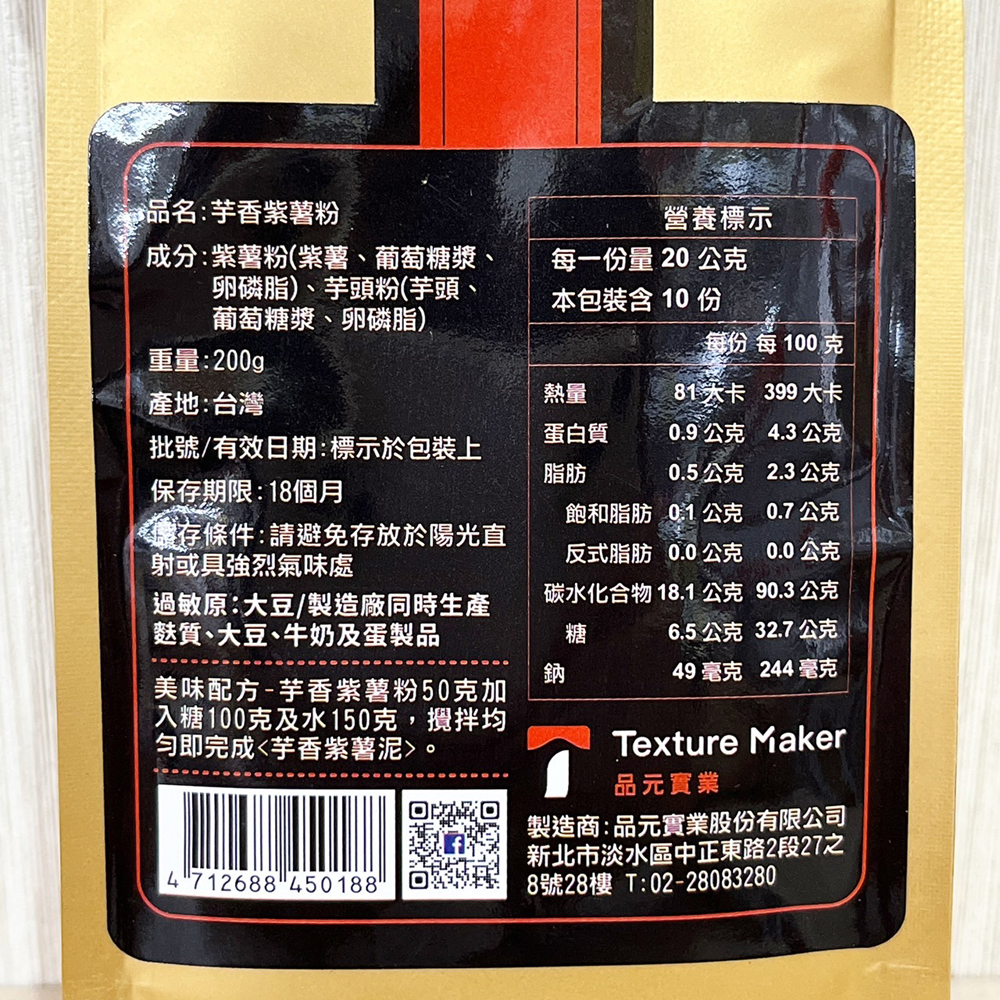 品名:芋香紫薯粉
成分:紫薯粉(紫薯、葡萄糖漿、
卵磷脂)、芋頭粉(芋頭、
葡萄糖漿、卵磷脂)
重量:200g
產地:台灣
批號/有效日期:標示於包裝上
保存期限:18個月
儲存條件:請避免存放於陽光直
射或具強烈氣味處
過敏原:大豆/製造廠同時生產
麩質、大豆、牛奶及蛋製品
美味配方-芋香紫薯粉50克加
入糖100克及水150克，攪拌均
勻即完成<芋香紫薯泥>。
4 712688 450188
營養標示
每一份量 20 公克
本包裝含 10 份
每份 每 100 克
熱量 81 大卡 399 大卡
蛋白質 0.9 公克 4.3 公克
脂肪 0.5 公克 2.3 公克
飽和脂肪 0.1 公克 0.7 公克
反式脂肪 0.0 公克 0.0 公克
碳水化合物 18.1 公克 90.3 公克
糖 6.5 公克 32.7 公克
鈉 49 毫克 244 毫克
Texture Maker
品元實業
製造商:品元實業股份有限公司
新北市淡水區中正東路2段27之
8號28樓 T:02-28083280